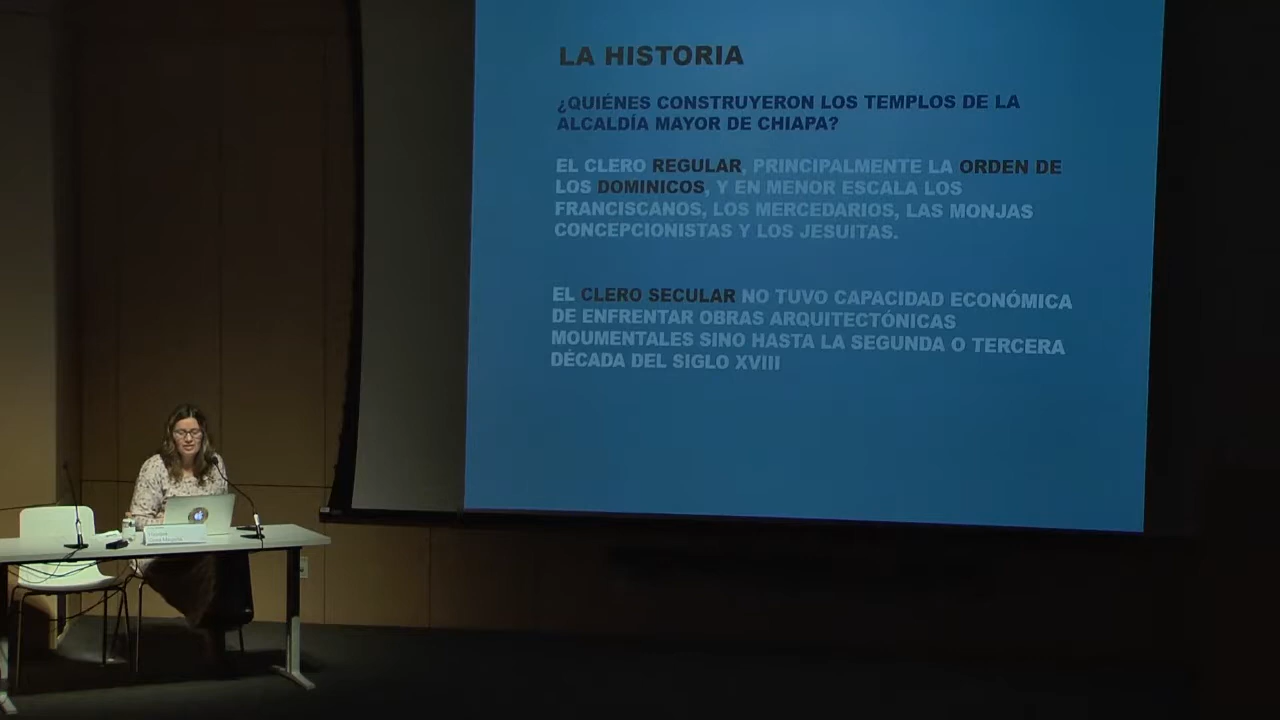 LA HISTORIA
¿QUIÉNES CONSTRUYERON LOS TEMPLOS DE LA
ALCALDÍA MAYOR DE CHIAPA?
EL CLERO REGULAR, PRINCIPALMENTE LA ORDEN DE
LOS DOMINICOS, Y EN MENOR ESCALA LOS
FRANCISCANOS, LOS MERCEDARIOS, LAS MONJAS
CONCEPCIONISTAS Y LOS JESUITAS.
EL CLERO SECULAR NO TUVO CAPACIDAD ECONÓMICA
DE ENFRENTAR OBRAS ARQUITECTÓNICAS
MOUMENTALES SINO HASTA LA SEGUNDA O TERCERA
DÉCADA DEL SIGLO XVIII